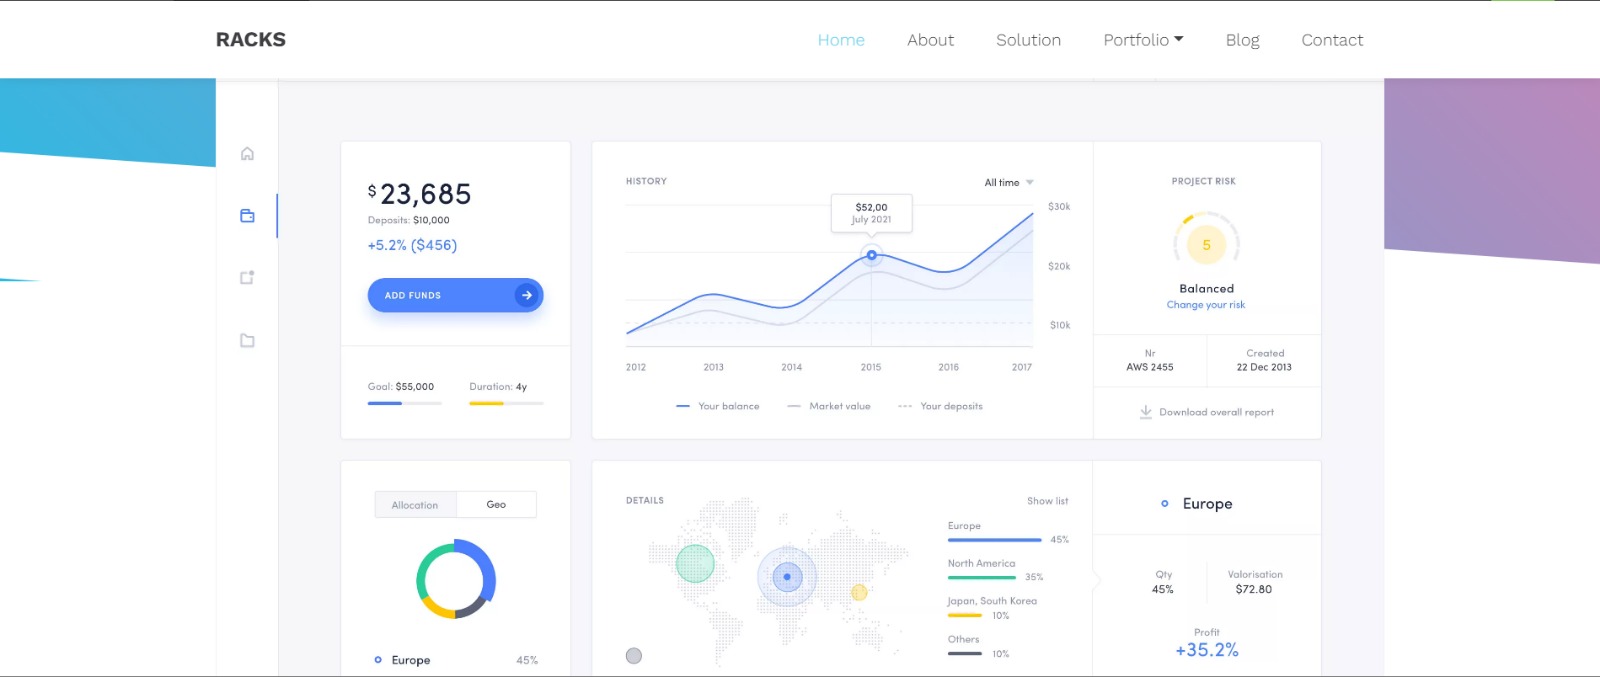 RACKS
Home About Solution Portfolio Blog Contact
$23,685
Deposits: $10,000
+5.2% ($456)
ADD FUNDS
Goal: $55,000 Duration: 4y
HISTORY
All time
$52,00
July 2021
$30k
$20k
$10k
2012 2013 2014 2015 2016 2017
Your balance Market value Your deposits
PROJECT RISK
5
Balanced
Change your risk
Nr Created
AWS 2455 22 Dec 2013
Download overall report
Allocation Geo
Europe 45%
DETAILS
Show list
Europe
45%
North America
35%
Japan, South Korea
10%
Others
10%
Europe
Qty Valorisation
45% $72.80
Profit
+35.2%